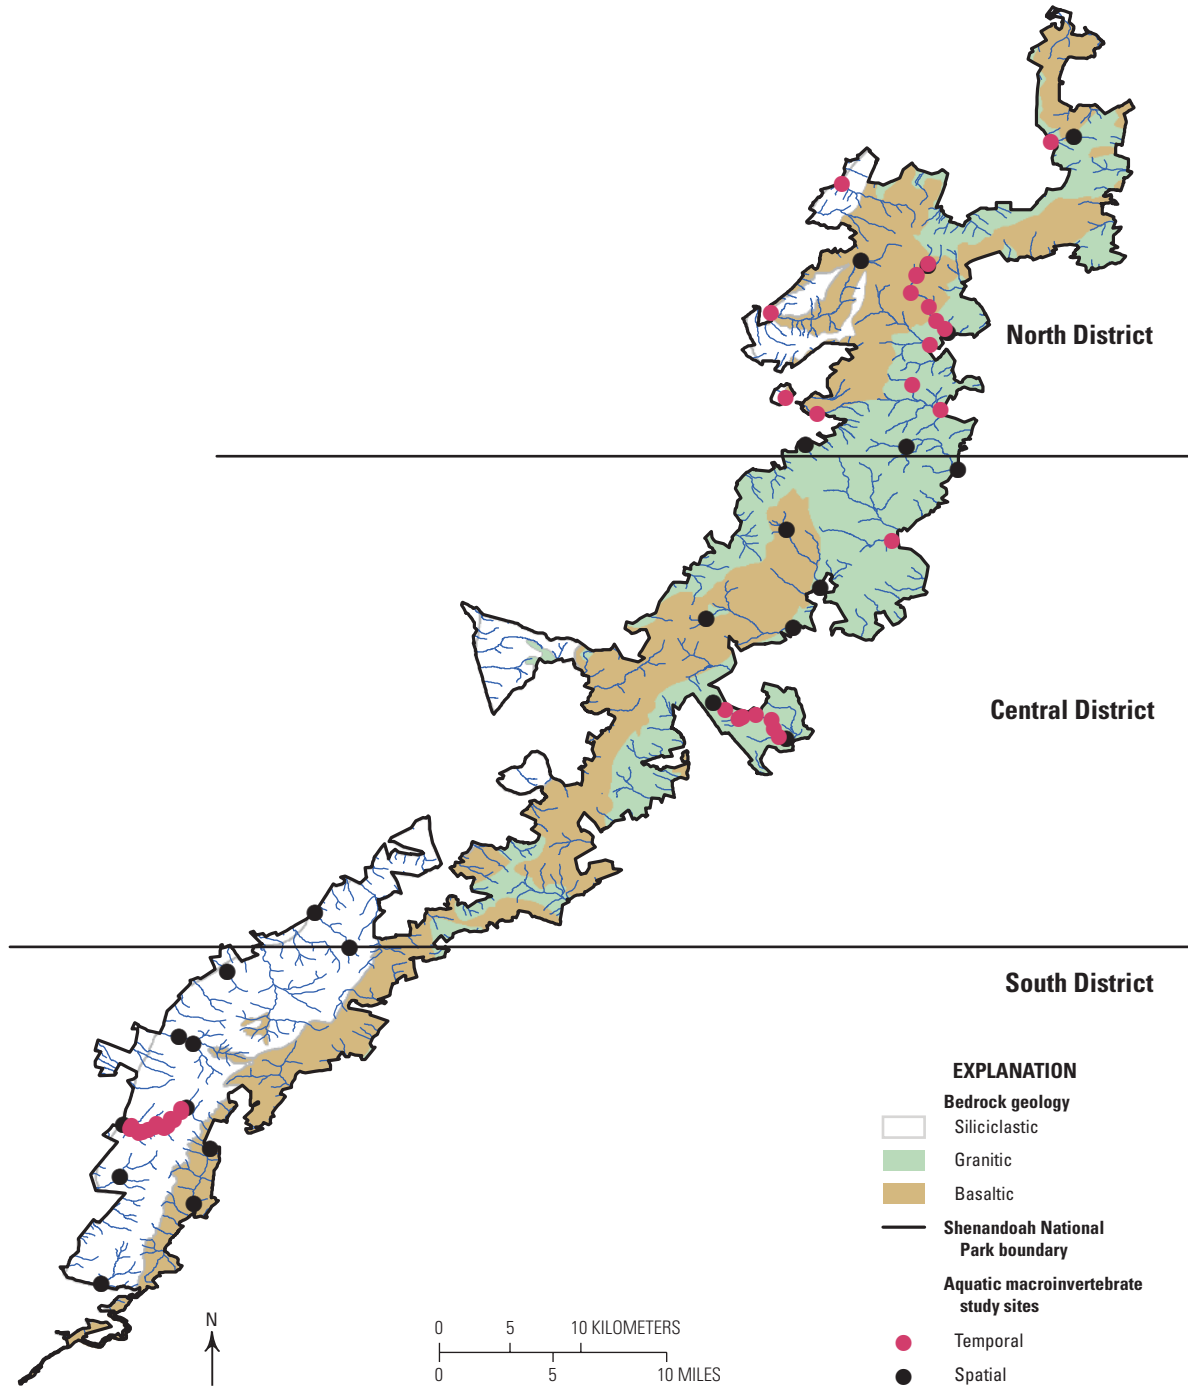 North District
Central District
South District
EXPLANATION
Bedrock geology
Siliciclastic
Granitic
Basaltic
Shenandoah National
Park boundary
Aquatic macroinvertebrate
study sites
Temporal
Spatial
N
0 5 10 KILOMETERS
0 5 10 MILES